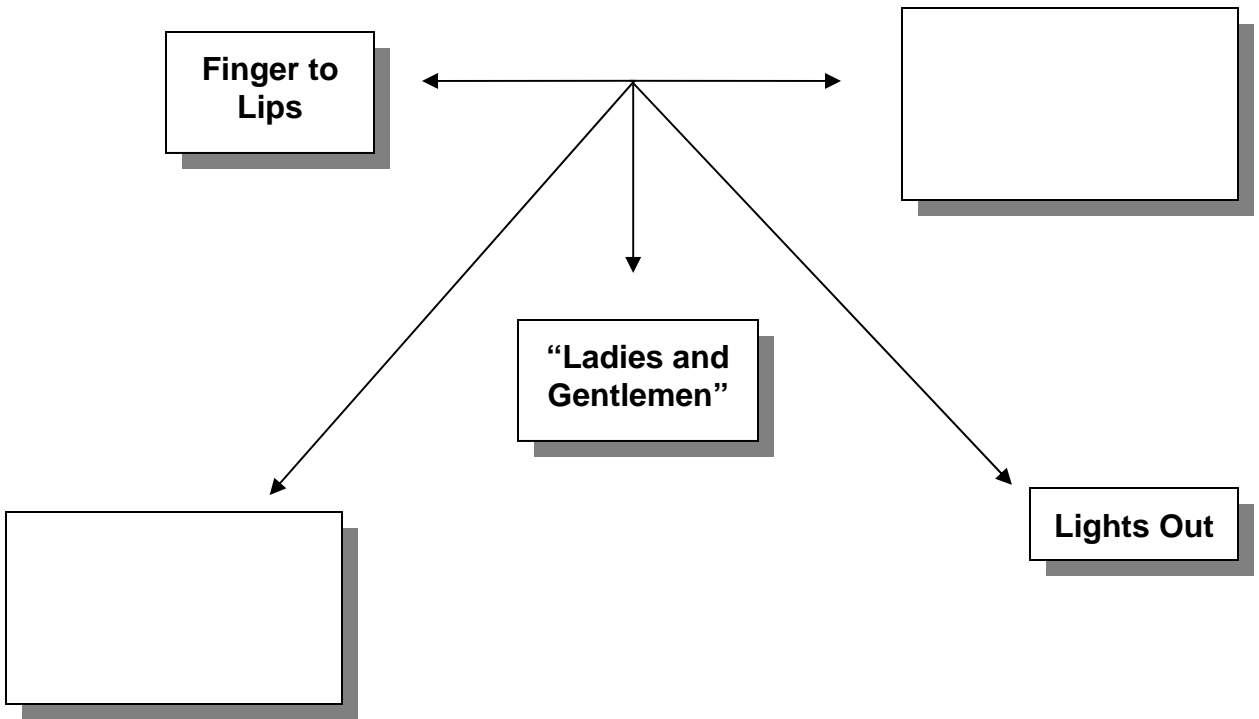 Finger to
Lips
“Ladies and
Gentlemen”
Lights Out